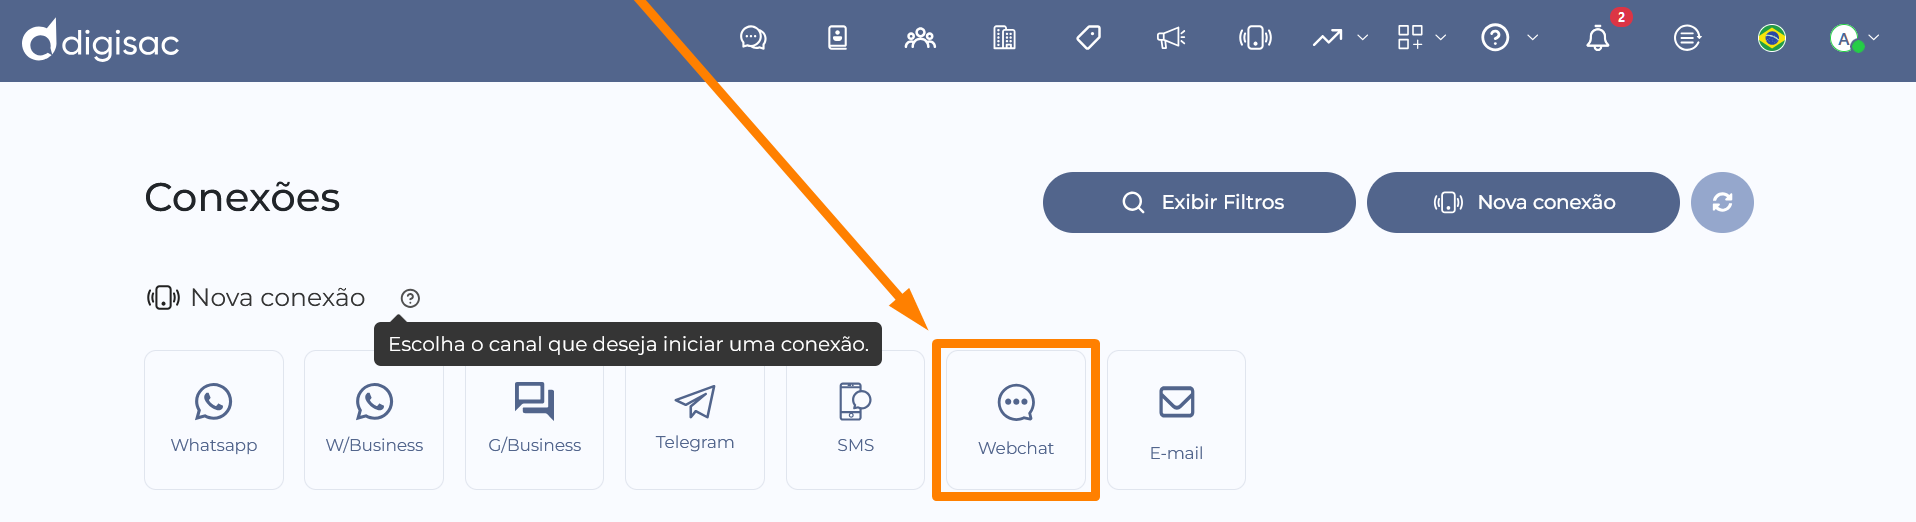 digisac
2
A
Conexões
Exibir Filtros
Nova conexão
Nova conexão
Escolha o canal que deseja iniciar uma conexão.
Whatsapp
W/Business
G/Business
Telegram
SMS
Webchat
E-mail